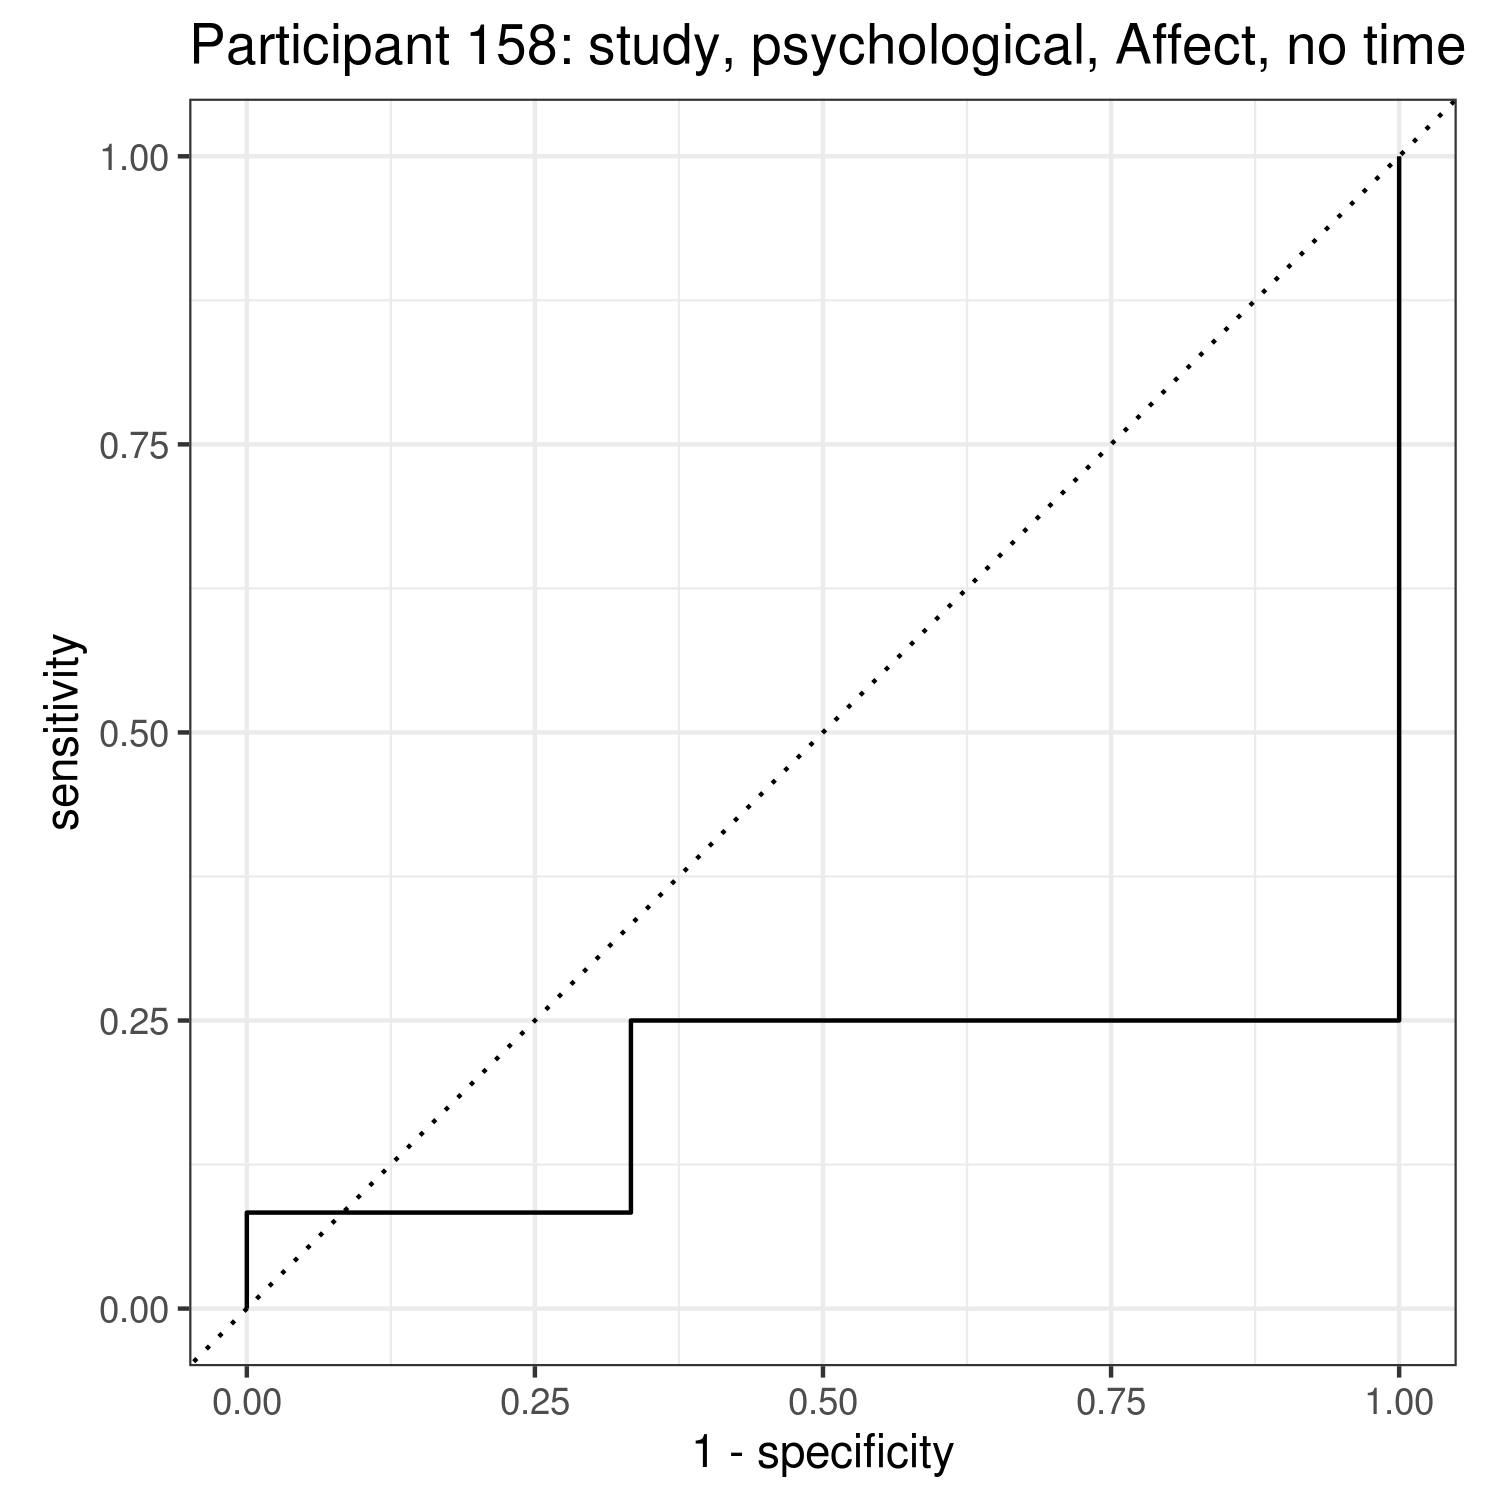 Participant 158: study, psychological, Affect, no time
1.00
0.75
0.50
0.25
0.00
sensitivity
0.00 0.25 0.50 0.75 1.00
1 - specificity